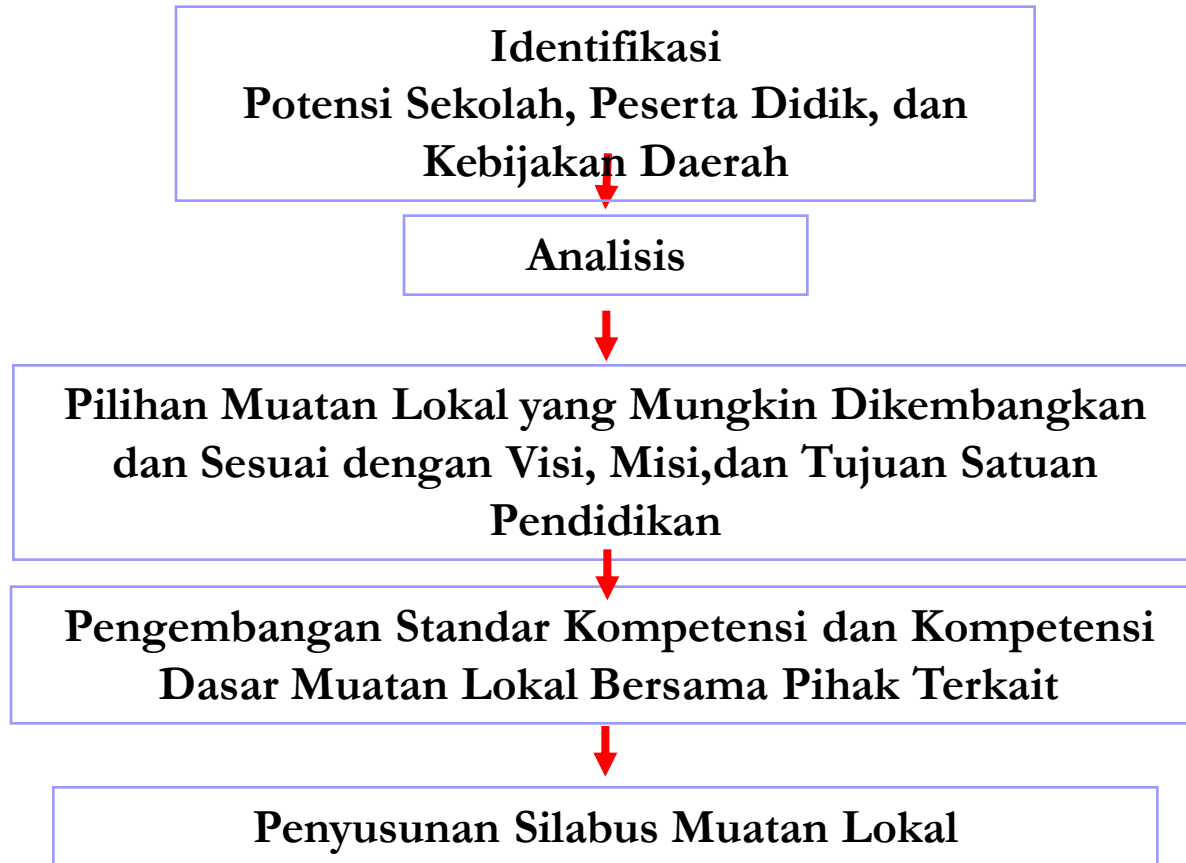 Identifikasi
Potensi Sekolah, Peserta Didik, dan
Kebijakan Daerah
Analisis
Pilihan Muatan Lokal yang Mungkin Dikembangkan
dan Sesuai dengan Visi, Misi,dan Tujuan Satuan
Pendidikan
Pengembangan Standar Kompetensi dan Kompetensi
Dasar Muatan Lokal Bersama Pihak Terkait
Penyusunan Silabus Muatan Lokal